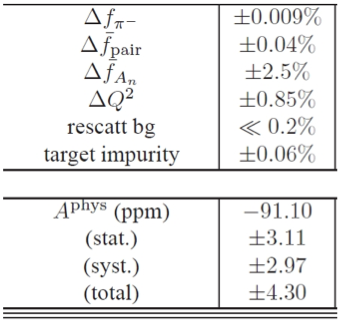 Δf_π− ±0.009%
Δf̄_pair ±0.04%
Δf̄_A_n ±2.5%
ΔQ² ±0.85%
rescatt bg ≪ 0.2%
target impurity ±0.06%
A^phys (ppm) −91.10
(stat.) ±3.11
(syst.) ±2.97
(total) ±4.30